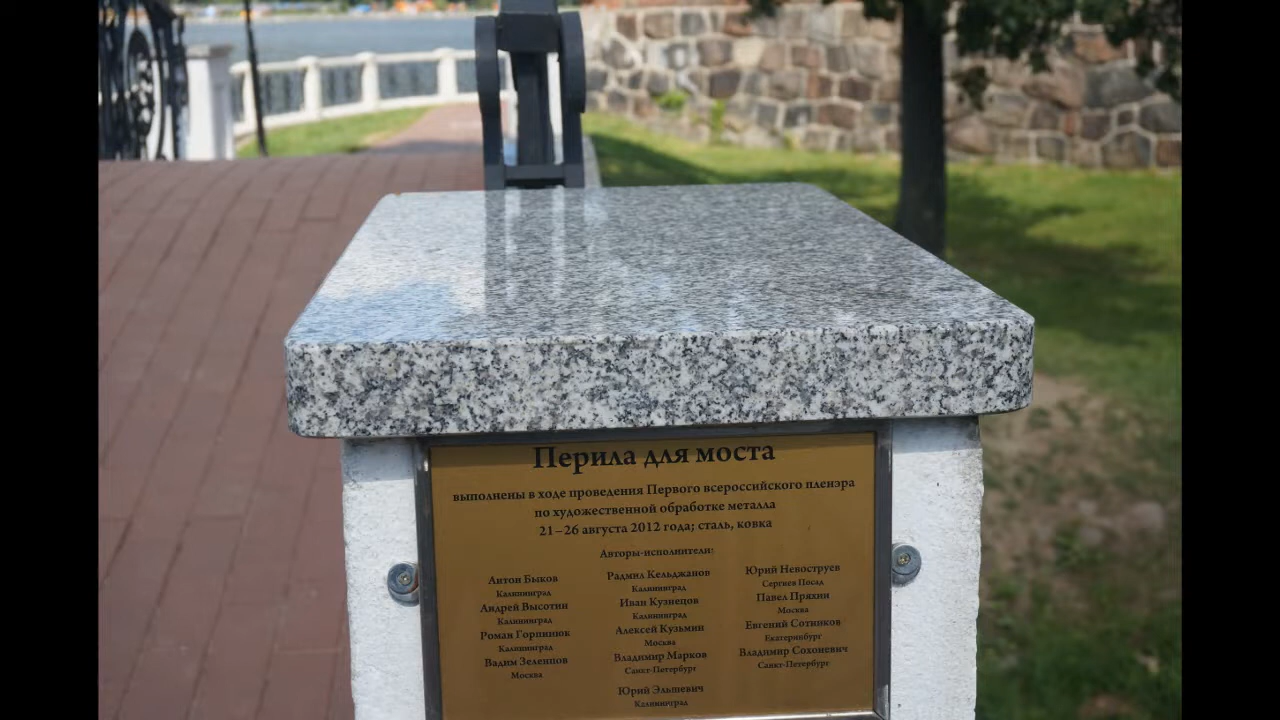 Перила для моста
выполнены в ходе проведения Первого всероссийского пленэра
по художественной обработке металла
21–26 августа 2012 года; сталь, ковка
Авторы-исполнители:
Антон Быков
Калининград
Андрей Высотин
Калининград
Роман Горпинюк
Калининград
Вадим Зеленцов
Москва
Радмил Кельджанов
Калининград
Иван Кузнецов
Калининград
Алексей Кузьмин
Москва
Владимир Марков
Санкт-Петербург
Юрий Эльшевич
Калининград
Юрий Невоструев
Сергиев Посад
Павел Пряхин
Москва
Евгений Сотников
Екатеринбург
Владимир Сохоневич
Санкт-Петербург